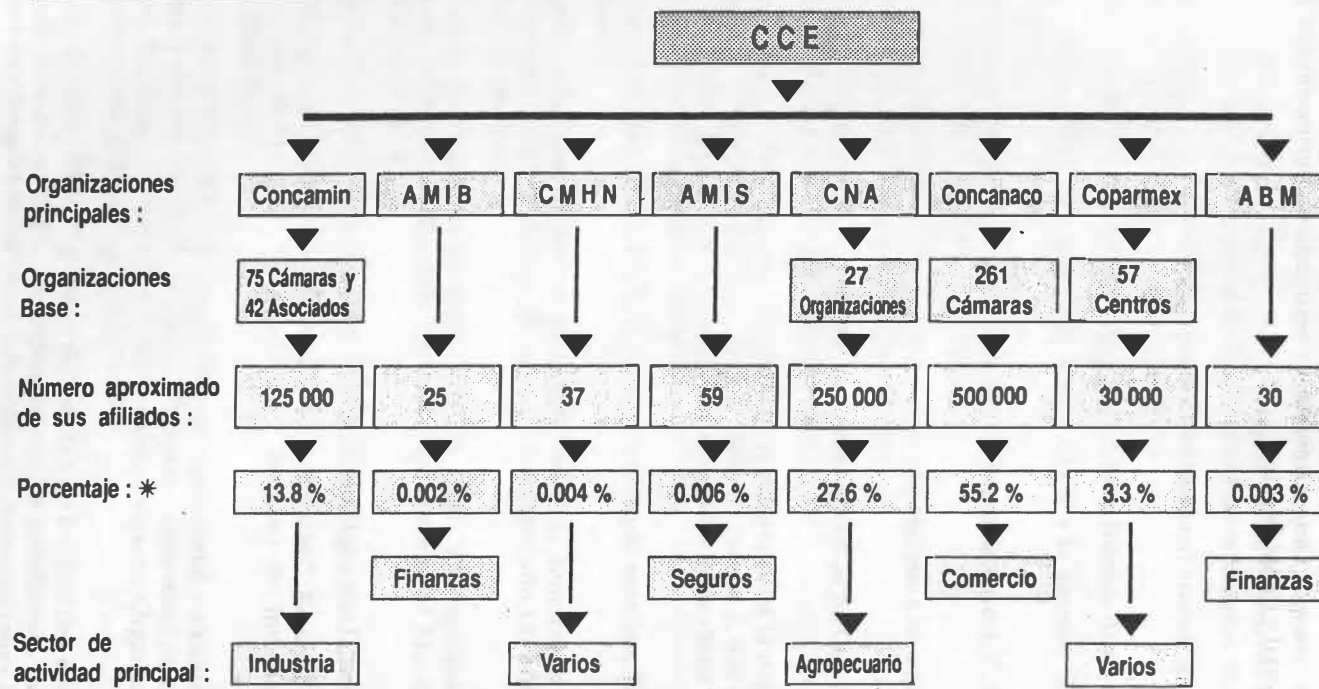 CCE
Organizaciones
principales :
Concamin AMIB CMHN AMIS CNA Concanaco Coparmex ABM
Organizaciones
Base :
75 Cámaras y
42 Asociados
27
Organizaciones
261
Cámaras
57
Centros
Número aproximado
de sus afiliados :
125 000 25 37 59 250 000 500 000 30 000 30
Porcentaje : *
13.8 % 0.002 % 0.004 % 0.006 % 27.6 % 55.2 % 3.3 % 0.003 %
Finanzas Seguros Comercio Finanzas
Sector de
actividad principal :
Industria Varios Agropecuario Varios